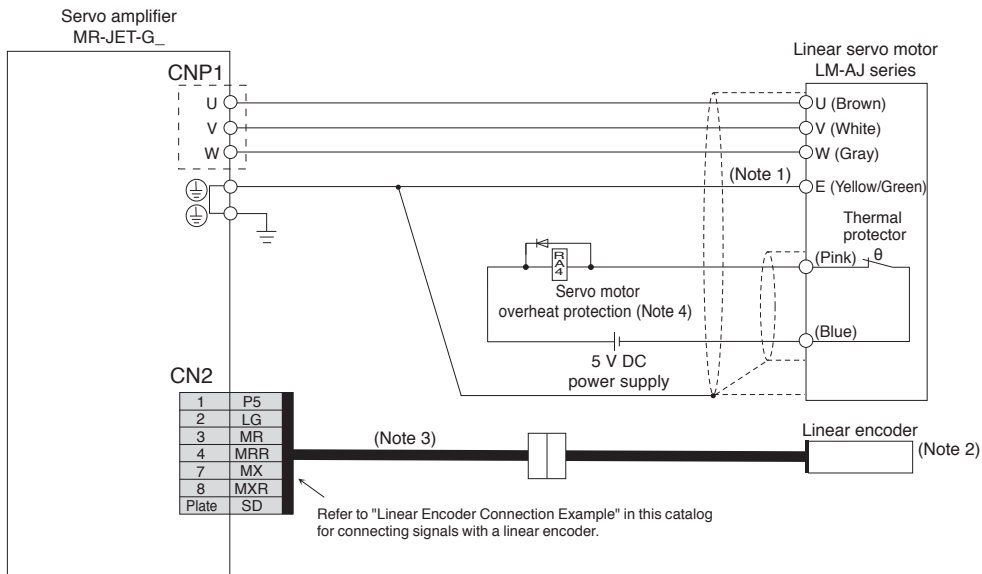 Servo amplifier
MR-JET-G_
Linear servo motor
LM-AJ series
CNP1
U
U (Brown)
V
V (White)
W
W (Gray)
(Note 1)
E (Yellow/Green)
Thermal
protector
(Pink)
θ
RA4
Servo motor
overheat protection (Note 4)
(Blue)
5 V DC
power supply
CN2
1 P5
2 LG
3 MR
4 MRR
7 MX
8 MXR
Plate SD
(Note 3)
Linear encoder
(Note 2)
Refer to "Linear Encoder Connection Example" in this catalog
for connecting signals with a linear encoder.